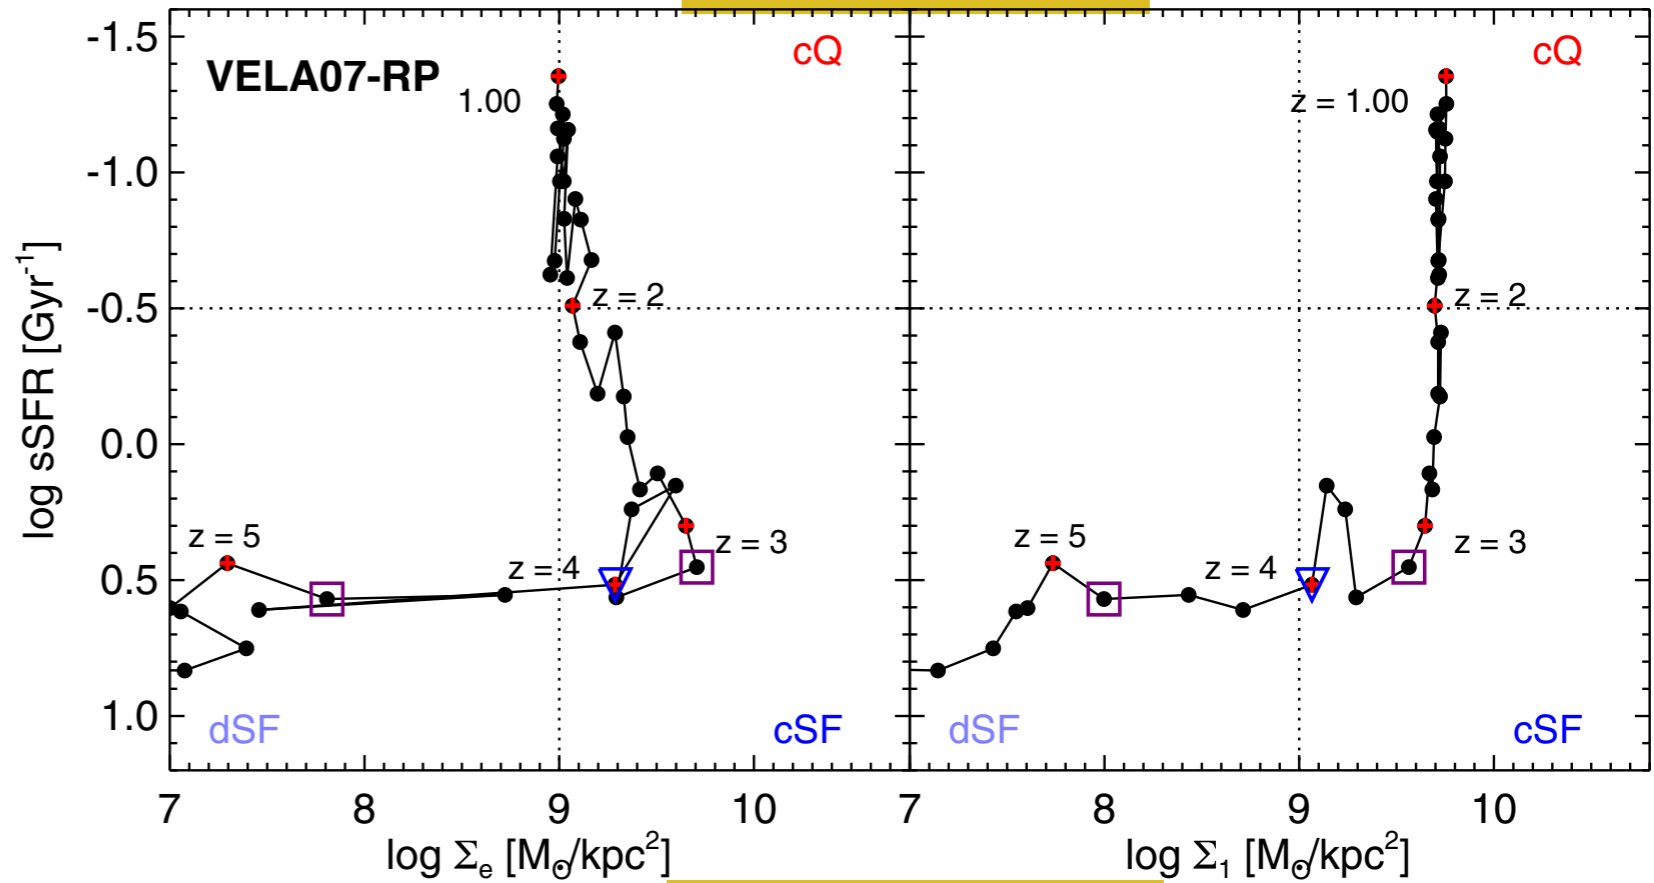 VELA07-RP
cQ
1.00
z = 2
z = 5
z = 4
z = 3
dSF
cSF
cQ
z = 1.00
z = 2
z = 5
z = 4
z = 3
dSF
cSF
-1.5
-1.0
-0.5
0.0
0.5
1.0
log sSFR [Gyr⁻¹]
7 8 9 10
7 8 9 10
log Σₑ [M☉/kpc²]
log Σ₁ [M☉/kpc²]